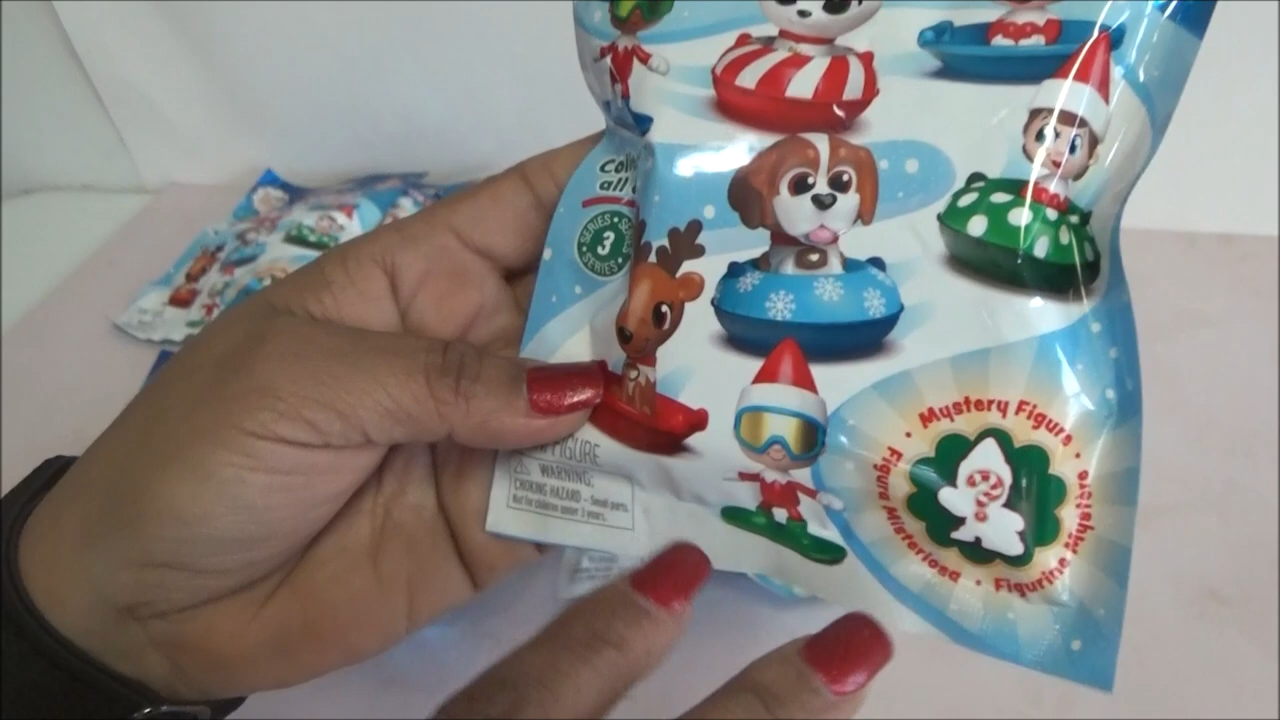 all
SERIES
3
SERIES
FIGURE
WARNING:
CHOKING HAZARD – Small parts.
Not for children under 3 years.
Mystery Figure
Figura Misteriosa
Figurine Mystère